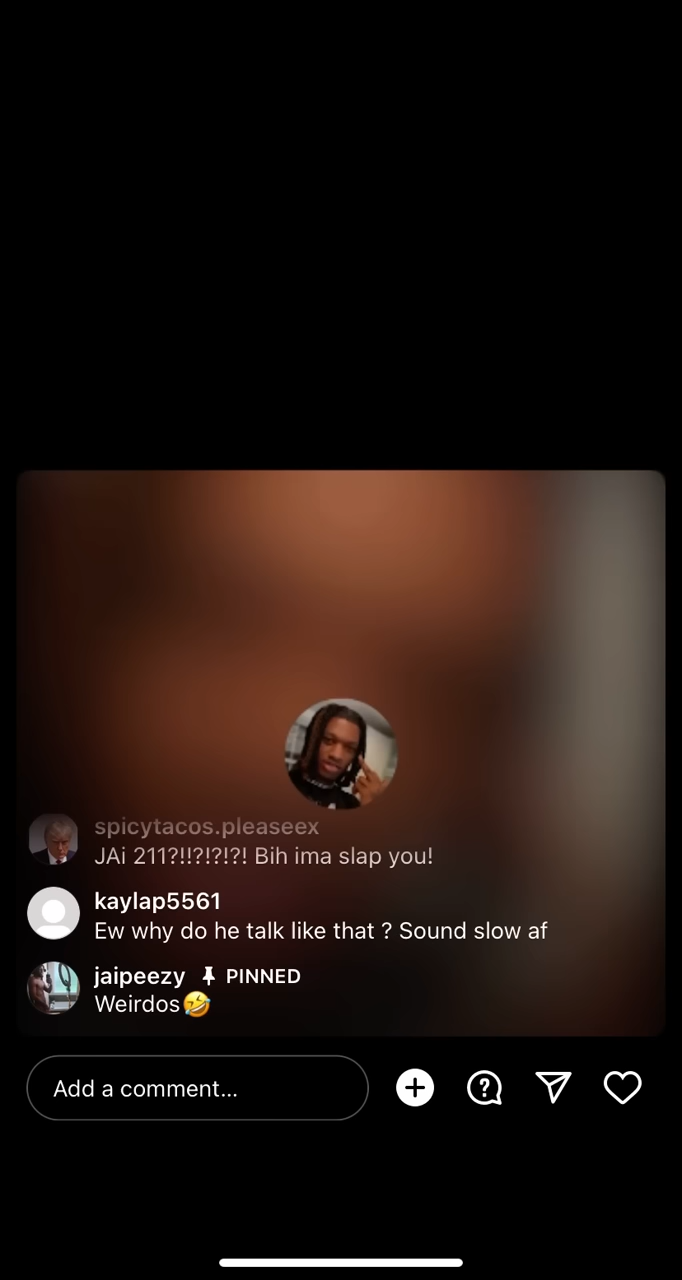 spicytacos.pleaseex
JAi 211?!!?!?!?! Bih ima slap you!
kaylap5561
Ew why do he talk like that ? Sound slow af
jaipeezy PINNED
Weirdos🤣
Add a comment...